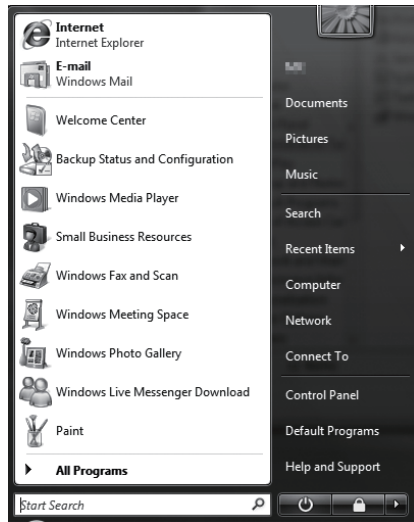 Internet
Internet Explorer
E-mail
Windows Mail
Welcome Center
Backup Status and Configuration
Windows Media Player
Small Business Resources
Windows Fax and Scan
Windows Meeting Space
Windows Photo Gallery
Windows Live Messenger Download
Paint
All Programs
Start Search
Documents
Pictures
Music
Search
Recent Items
Computer
Network
Connect To
Control Panel
Default Programs
Help and Support